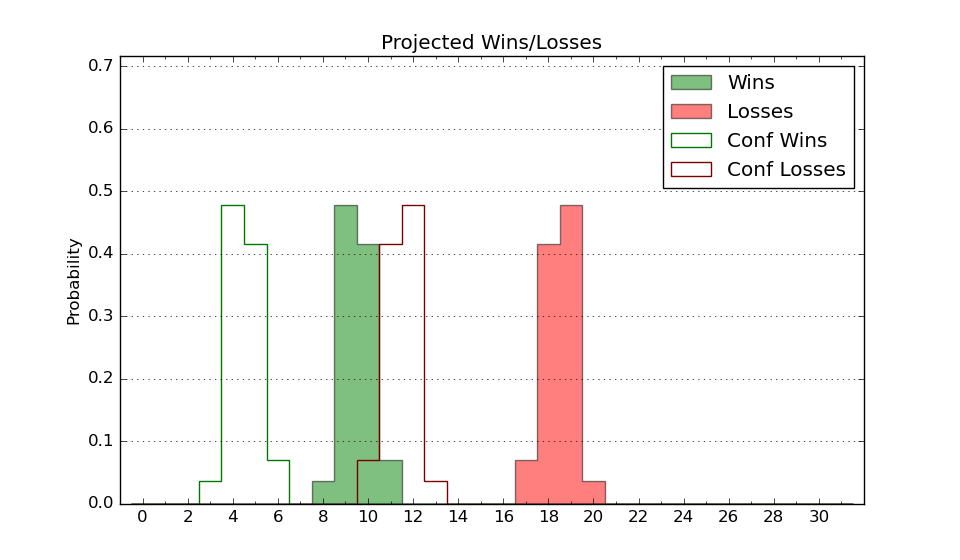 Projected Wins/Losses
0.7
0.6
0.5
0.4
0.3
0.2
0.1
0.0
Probability
Wins
Losses
Conf Wins
Conf Losses
0 2 4 6 8 10 12 14 16 18 20 22 24 26 28 30